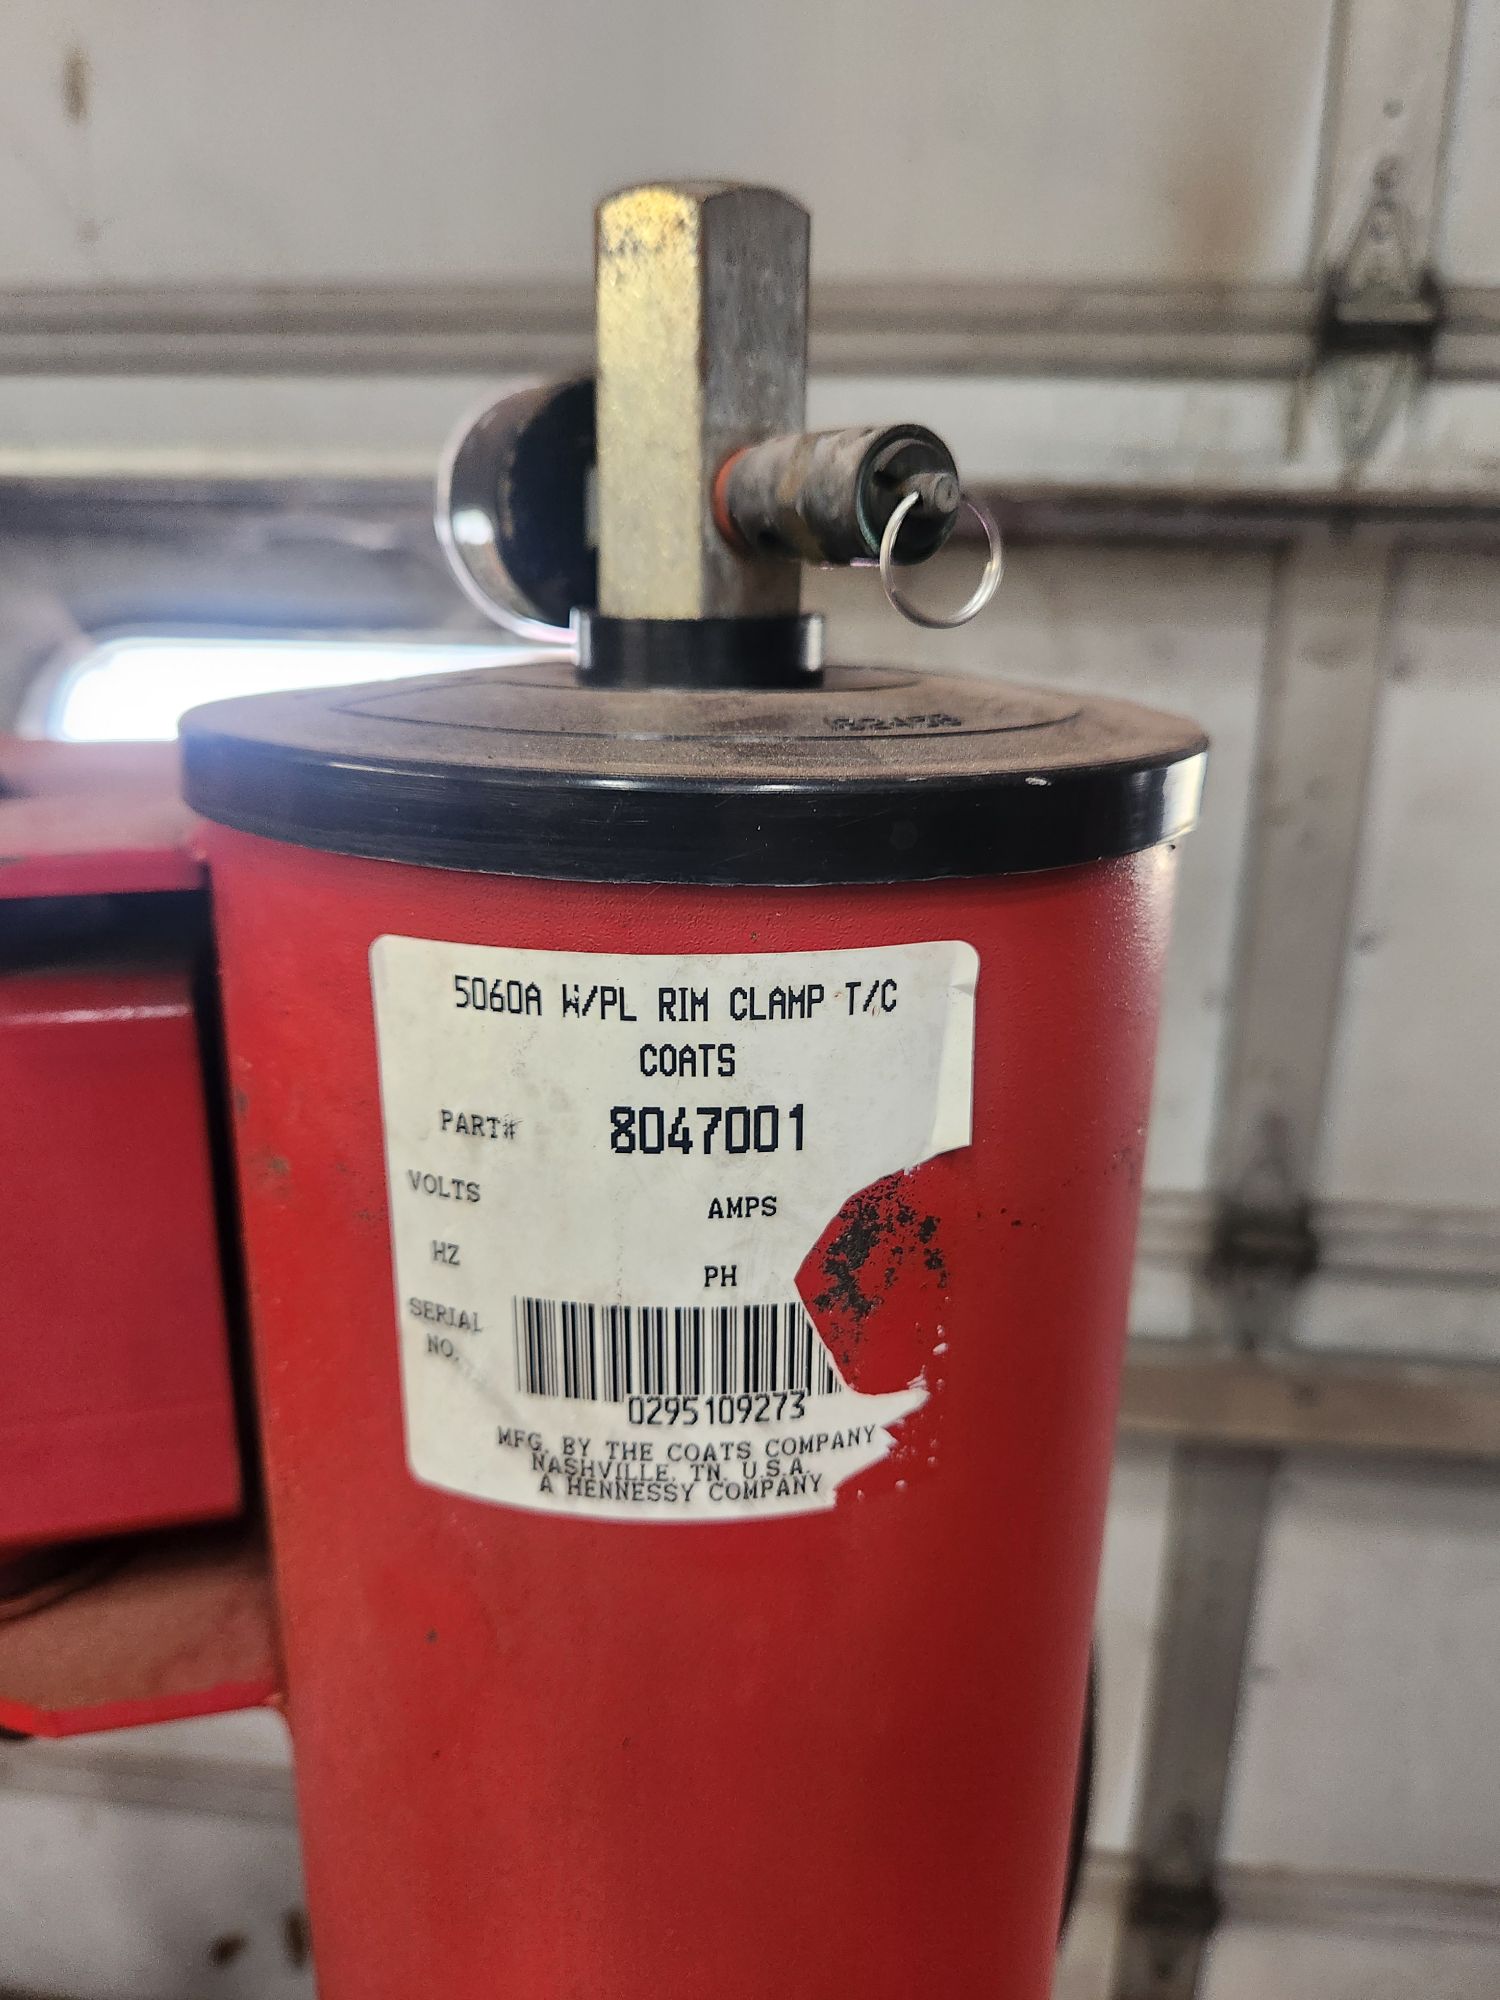 5060A W/PL RIM CLAMP T/C
COATS
PART# 8047001
VOLTS AMPS
HZ PH
SERIAL
NO.
0295109273
MFG. BY THE COATS COMPANY
NASHVILLE, TN. U.S.A.
A HENNESSY COMPANY